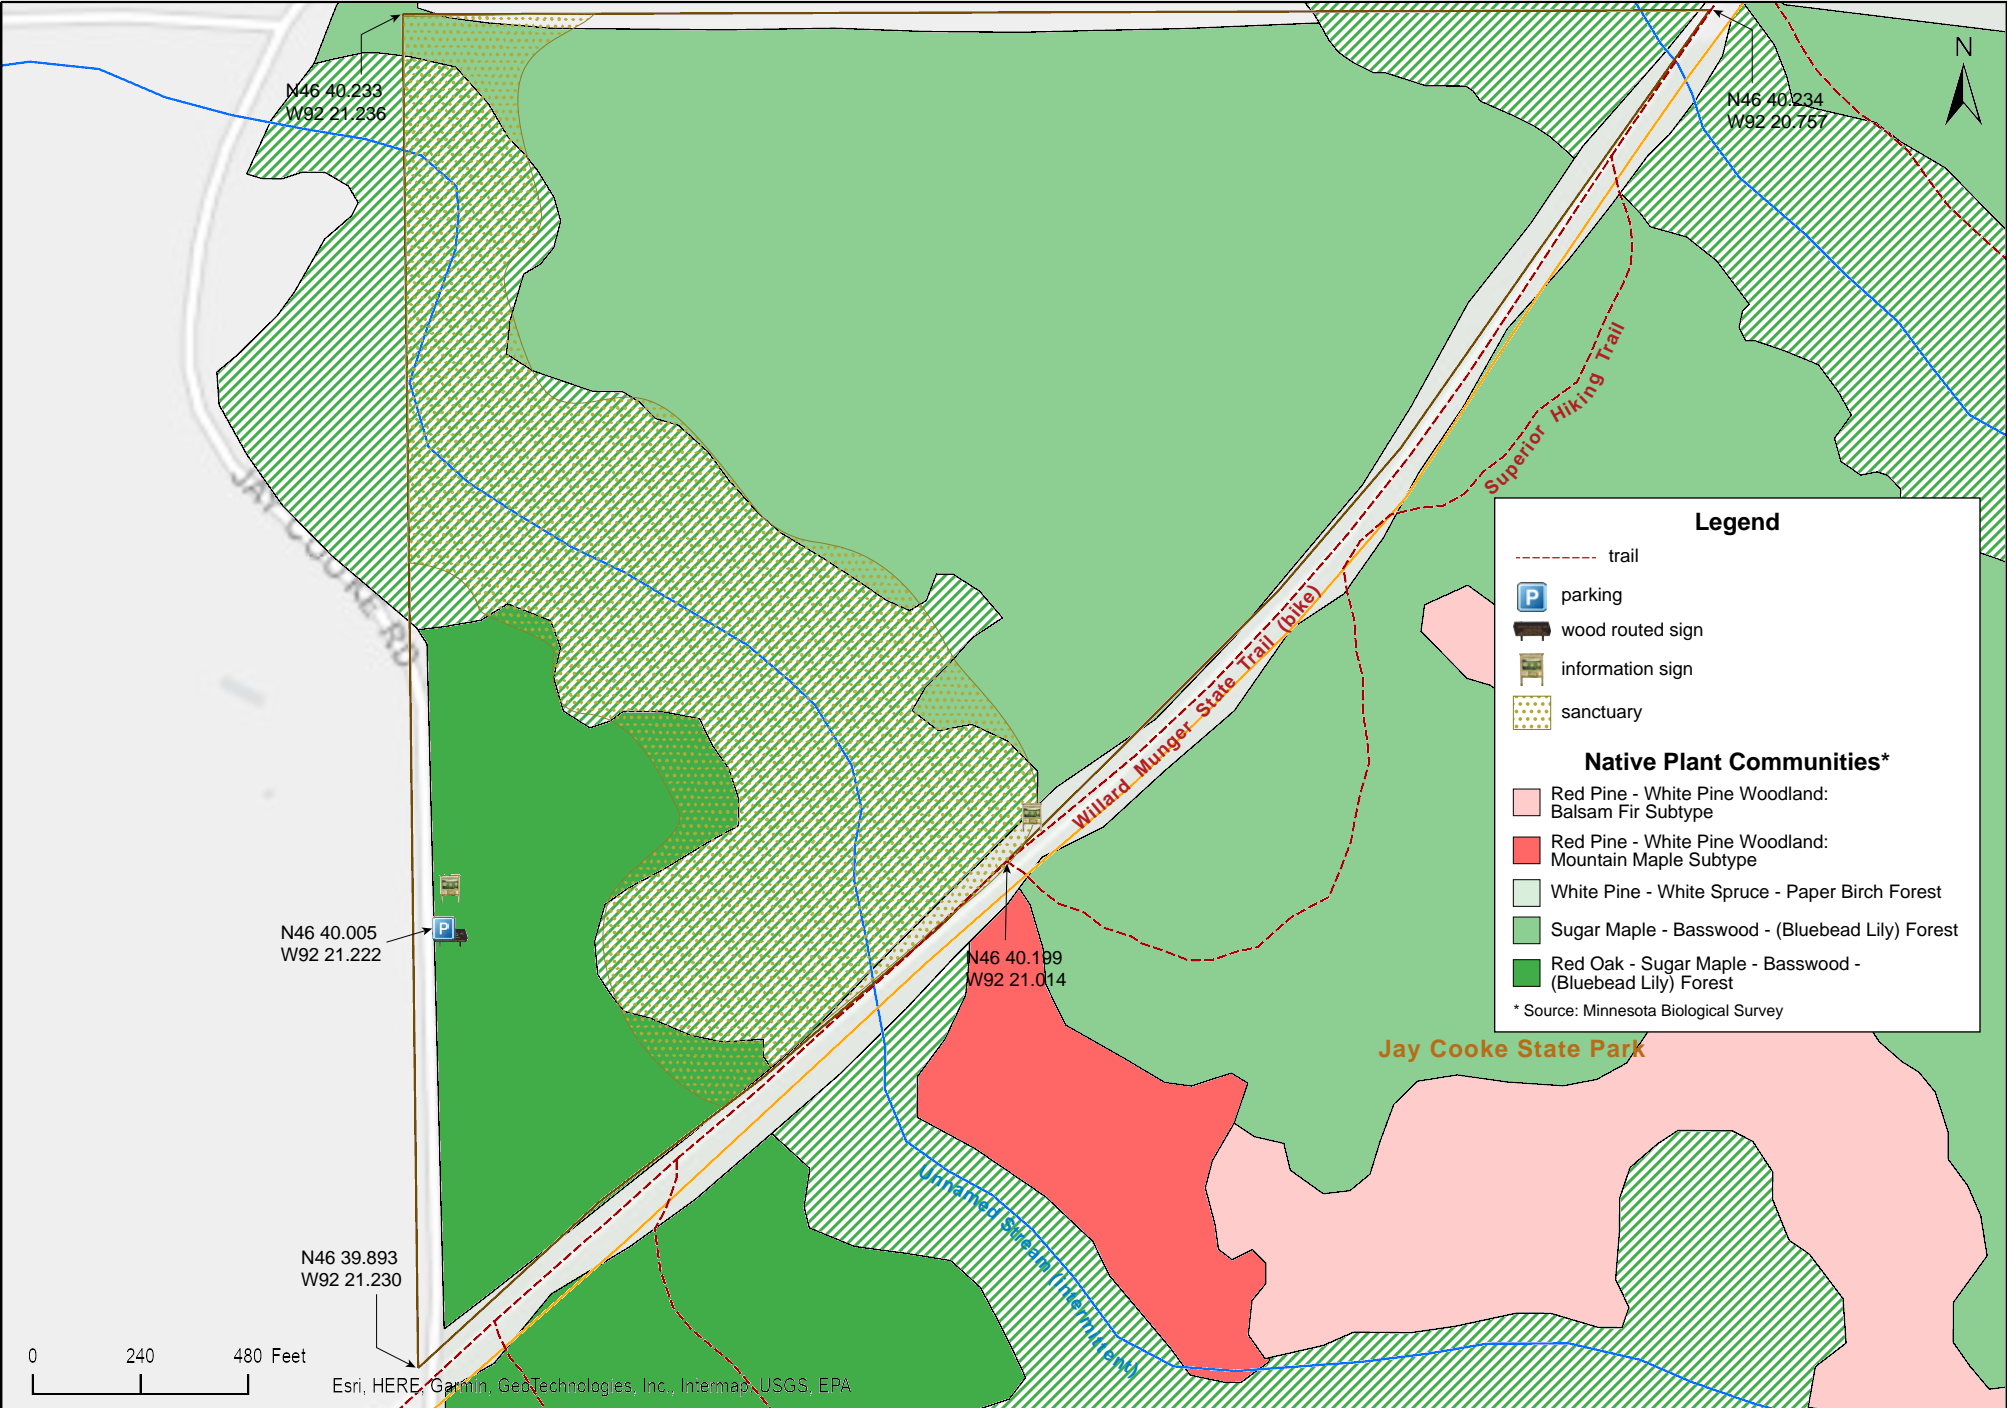 N
N46 40.233
W92 21.236
N46 40.234
W92 20.757
Superior Hiking Trail
JAY COOKE RD
Willard Munger State Trail (bike)
Legend
trail
P parking
wood routed sign
information sign
sanctuary
Native Plant Communities*
Red Pine - White Pine Woodland:
Balsam Fir Subtype
Red Pine - White Pine Woodland:
Mountain Maple Subtype
White Pine - White Spruce - Paper Birch Forest
Sugar Maple - Basswood - (Bluebead Lily) Forest
Red Oak - Sugar Maple - Basswood -
(Bluebead Lily) Forest
* Source: Minnesota Biological Survey
P
N46 40.005
W92 21.222
N46 40.199
W92 21.014
Jay Cooke State Park
Unnamed Stream (Intermittent)
N46 39.893
W92 21.230
0 240 480 Feet
Esri, HERE, Garmin, GeoTechnologies, Inc., Intermap, USGS, EPA